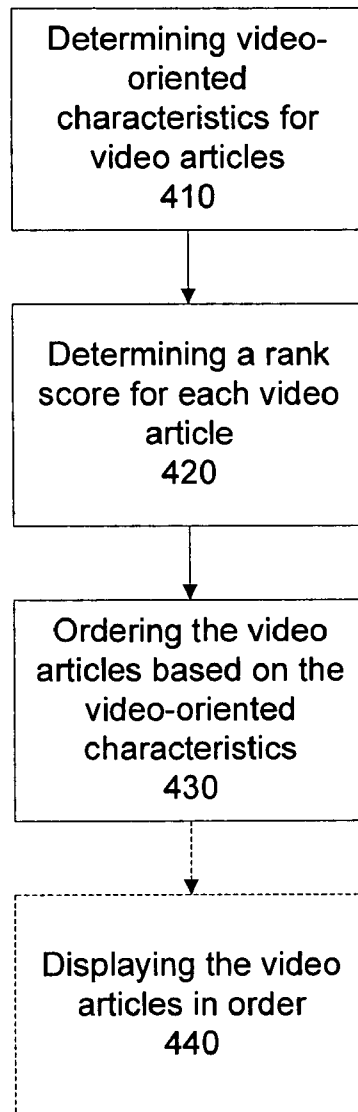 Determining video-
oriented
characteristics for
video articles
410
Determining a rank
score for each video
article
420
Ordering the video
articles based on the
video-oriented
characteristics
430
Displaying the video
articles in order
440